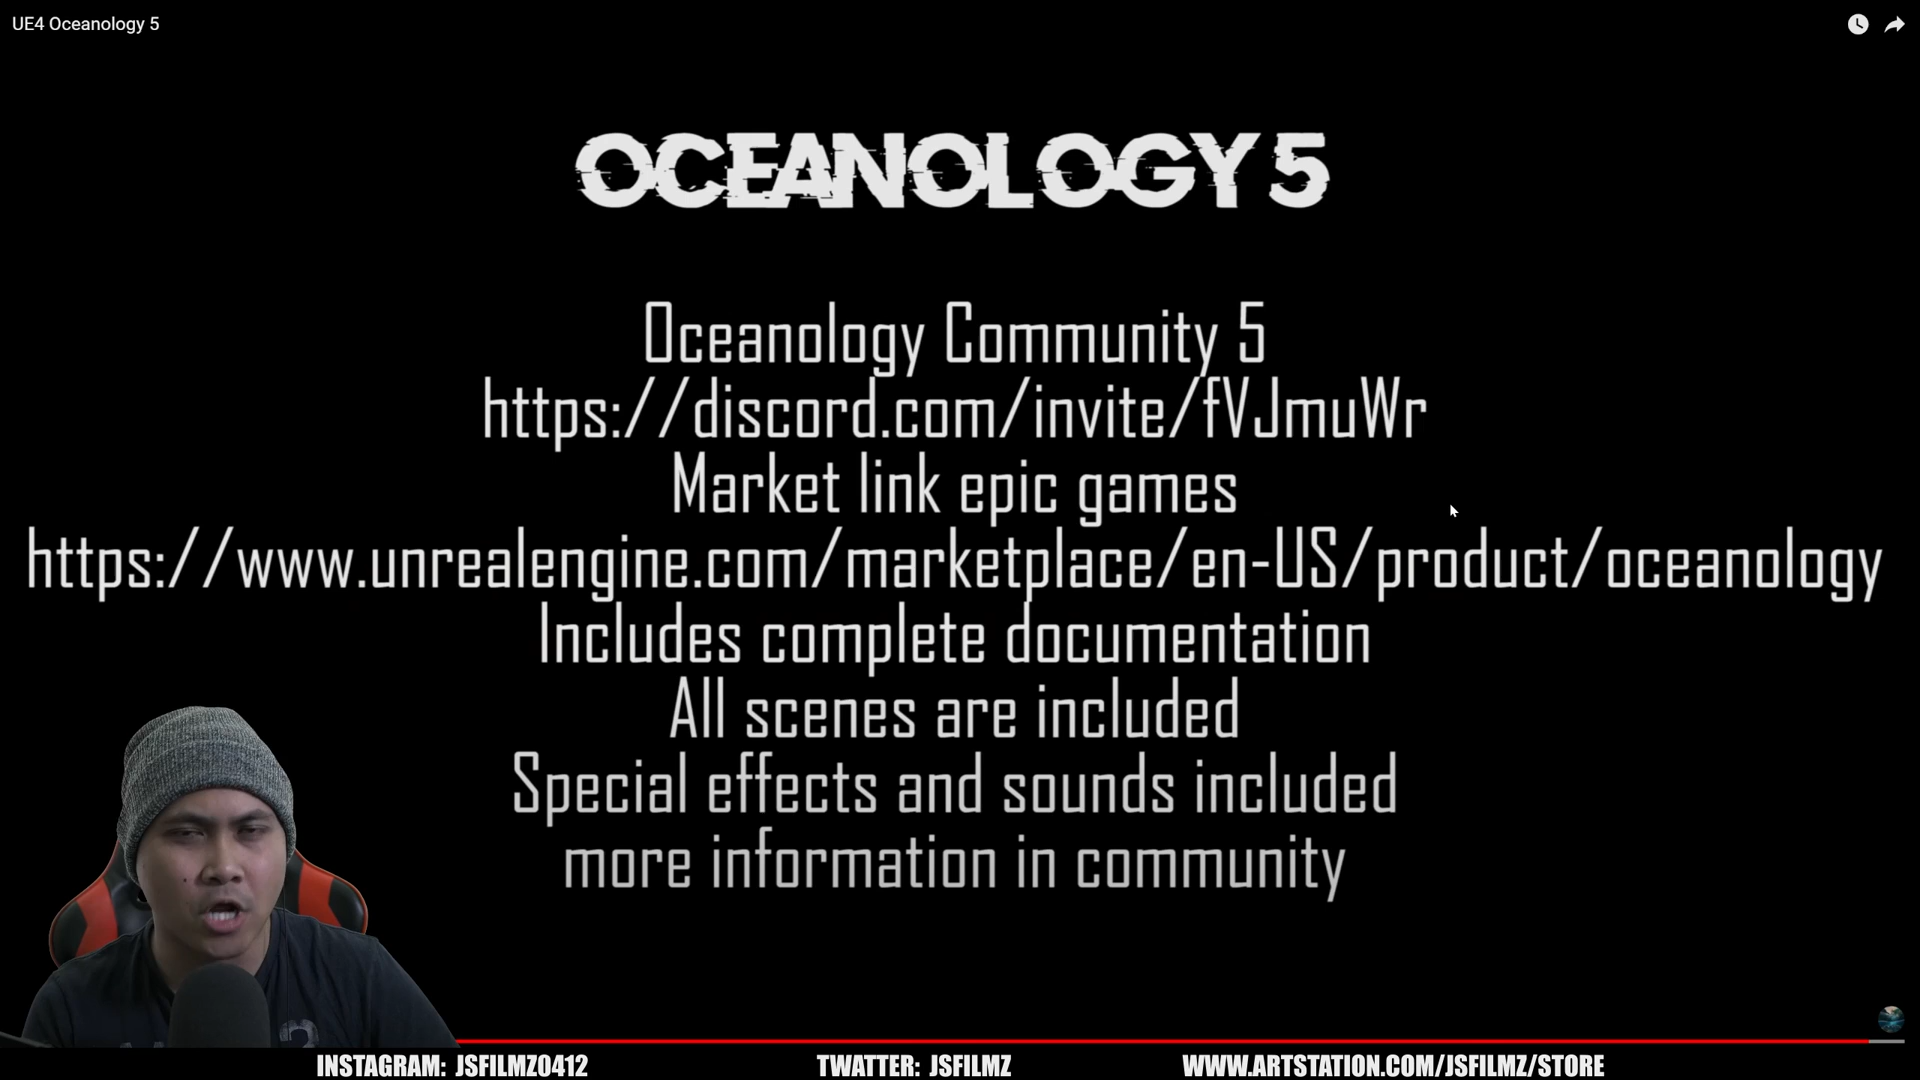 UE4 Oceanology 5
OCEANOLOGY 5
Oceanology Community 5
https://discord.com/invite/fVJmuWr
Market link epic games
https://www.unrealengine.com/marketplace/en-US/product/oceanology
Includes complete documentation
All scenes are included
Special effects and sounds included
more information in community
INSTAGRAM: JSFILMZ0412 TWATTER: JSFILMZ WWW.ARTSTATION.COM/JSFILMZ/STORE